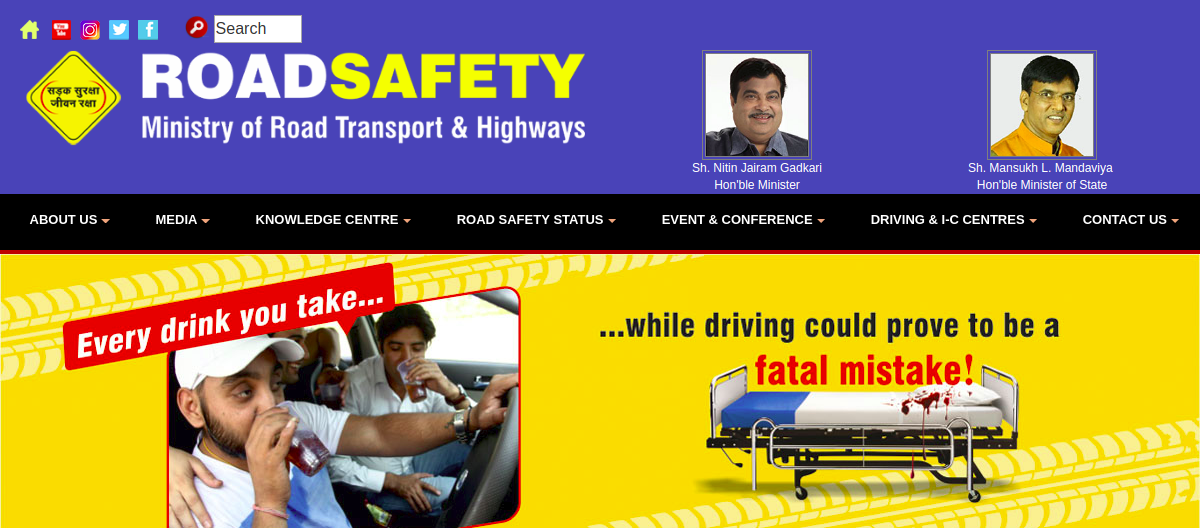 You Tube
Search
सड़क सुरक्षा
जीवन रक्षा
ROADSAFETY
Ministry of Road Transport & Highways
Sh. Nitin Jairam Gadkari
Hon'ble Minister
Sh. Mansukh L. Mandaviya
Hon'ble Minister of State
ABOUT US MEDIA KNOWLEDGE CENTRE ROAD SAFETY STATUS EVENT & CONFERENCE DRIVING & I-C CENTRES CONTACT US
Every drink you take...
...while driving could prove to be a
fatal mistake!